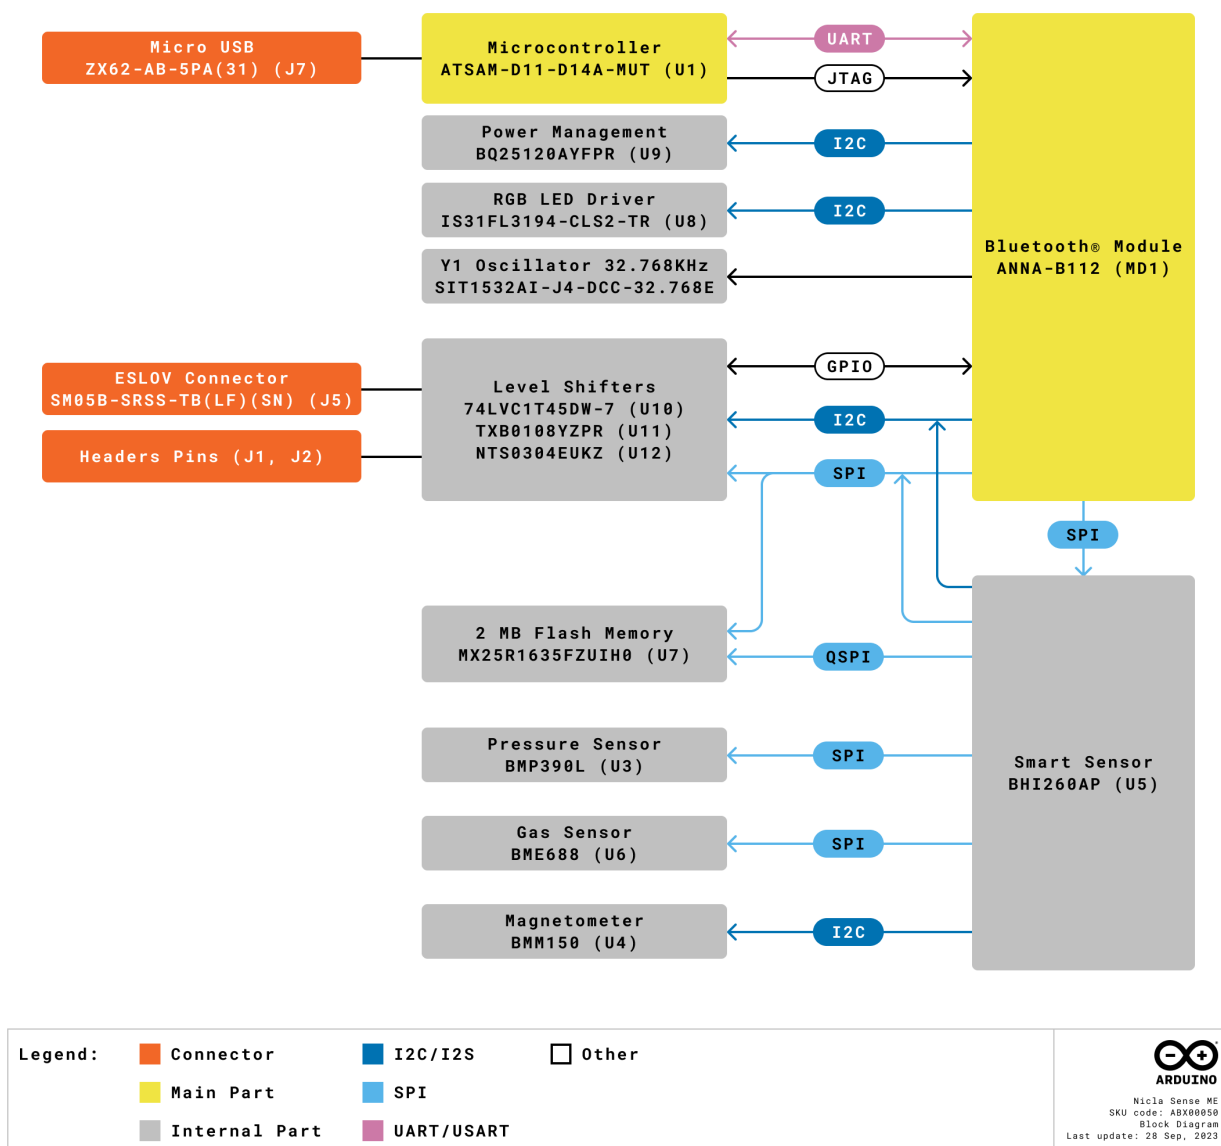 Micro USB
ZX62-AB-5PA(31) (J7)
Microcontroller
ATSAM-D11-D14A-MUT (U1)
UART
JTAG
Power Management
BQ25120AYFPR (U9)
I2C
RGB LED Driver
IS31FL3194-CLS2-TR (U8)
I2C
Bluetooth® Module
ANNA-B112 (MD1)
Y1 Oscillator 32.768KHz
SIT1532AI-J4-DCC-32.768E
ESLOV Connector
SM05B-SRSS-TB(LF)(SN) (J5)
Headers Pins (J1, J2)
Level Shifters
74LVC1T45DW-7 (U10)
TXB0108YZPR (U11)
NTS0304EUKZ (U12)
GPIO
I2C
SPI
SPI
2 MB Flash Memory
MX25R1635FZUIH0 (U7)
QSPI
Pressure Sensor
BMP390L (U3)
SPI
Smart Sensor
BHI260AP (U5)
Gas Sensor
BME688 (U6)
SPI
Magnetometer
BMM150 (U4)
I2C
Legend:
Connector
Main Part
Internal Part
I2C/I2S
SPI
UART/USART
Other
ARDUINO
Nicla Sense ME
SKU code: ABX00050
Block Diagram
Last update: 28 Sep, 2023